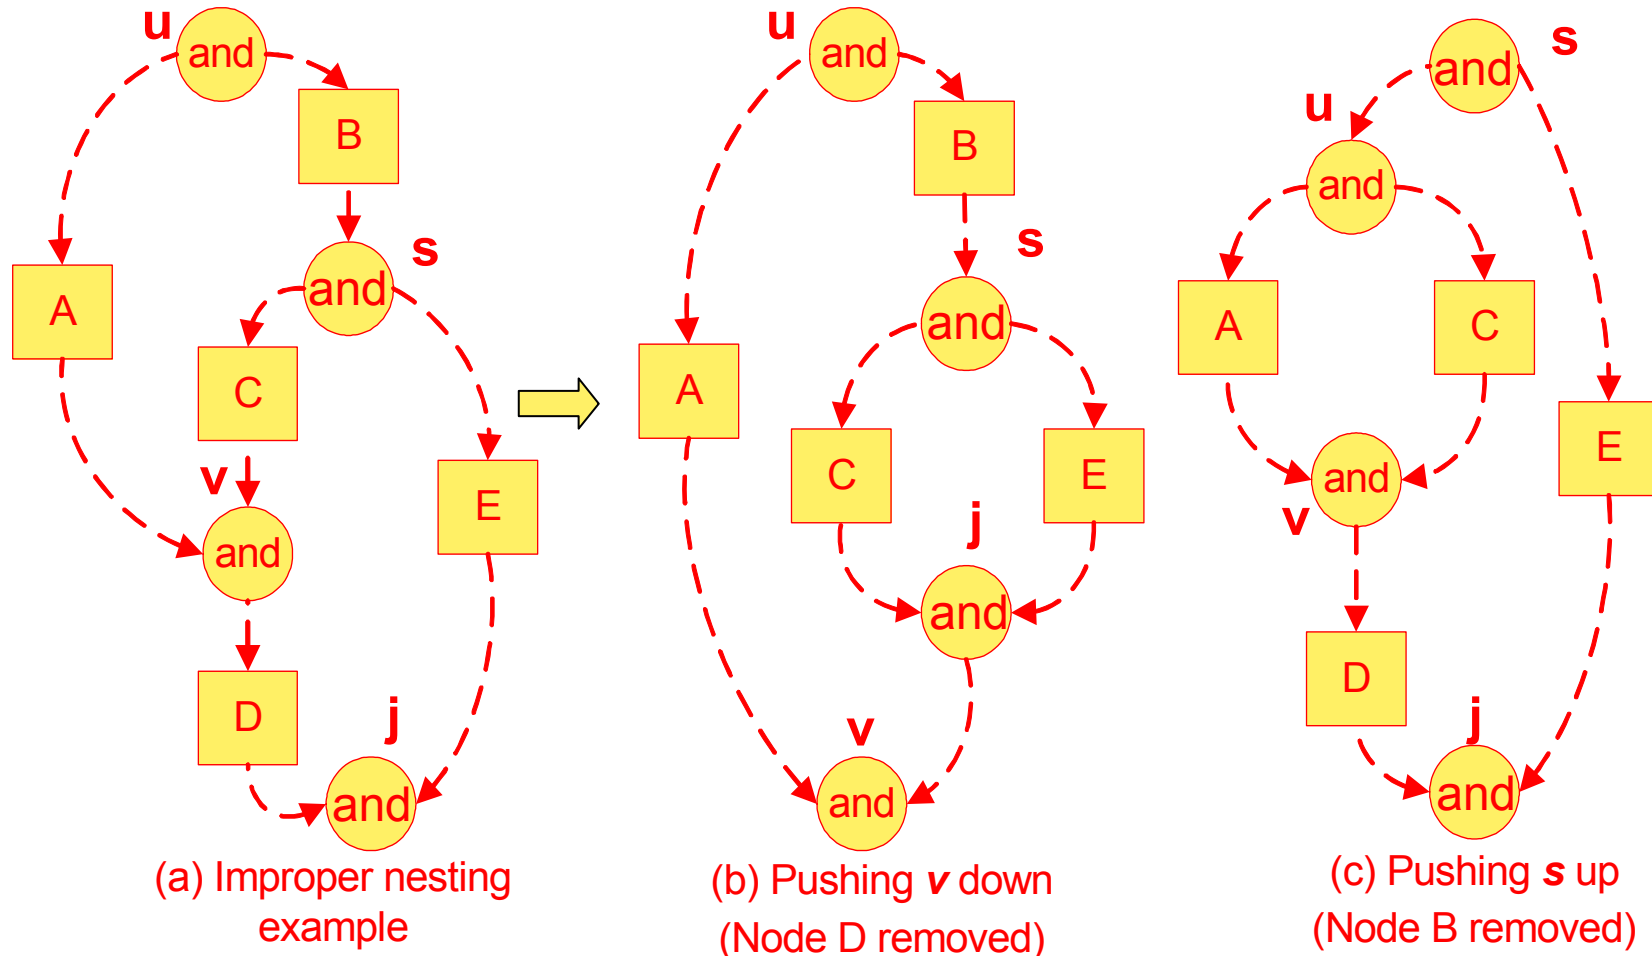 u
and
B
s
and
A
C
v
E
and
D
j
and
(a) Improper nesting
example
u
and
B
s
and
A
C
E
j
and
v
and
(b) Pushing v down
(Node D removed)
s
and
u
and
A
C
E
and
v
D
j
and
(c) Pushing s up
(Node B removed)